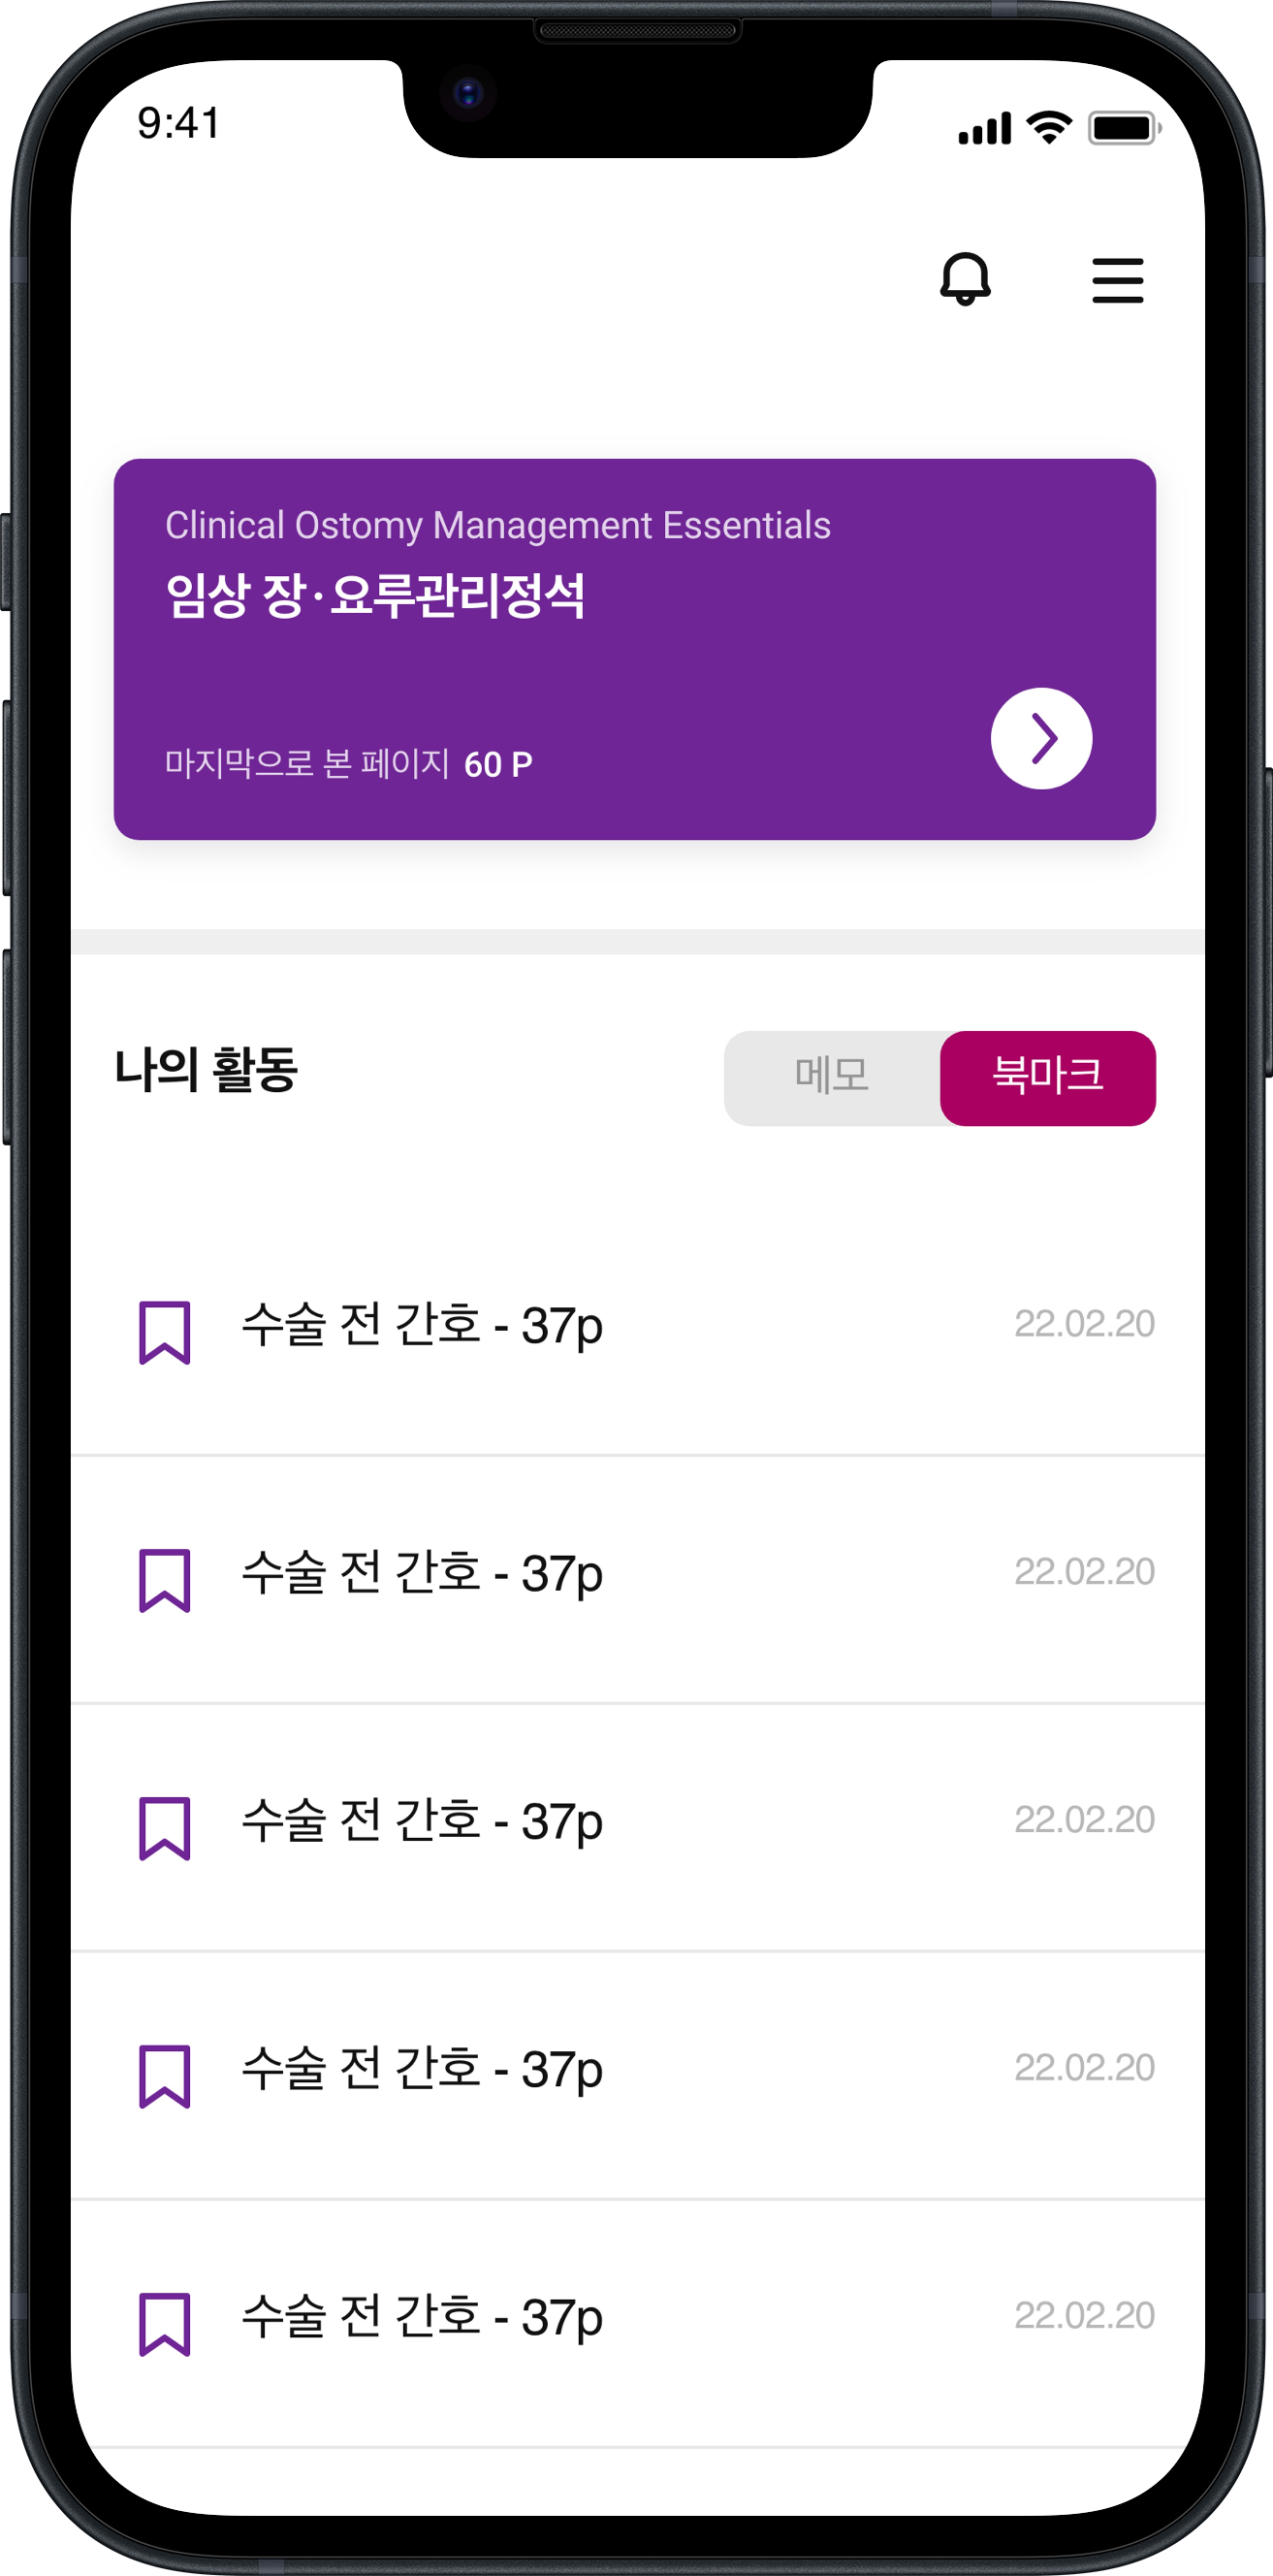 9:41
Clinical Ostomy Management Essentials
임상 장·요루관리정석
마지막으로 본 페이지 60 P
나의 활동 메모 북마크
수술 전 간호 - 37p 22.02.20
수술 전 간호 - 37p 22.02.20
수술 전 간호 - 37p 22.02.20
수술 전 간호 - 37p 22.02.20
수술 전 간호 - 37p 22.02.20